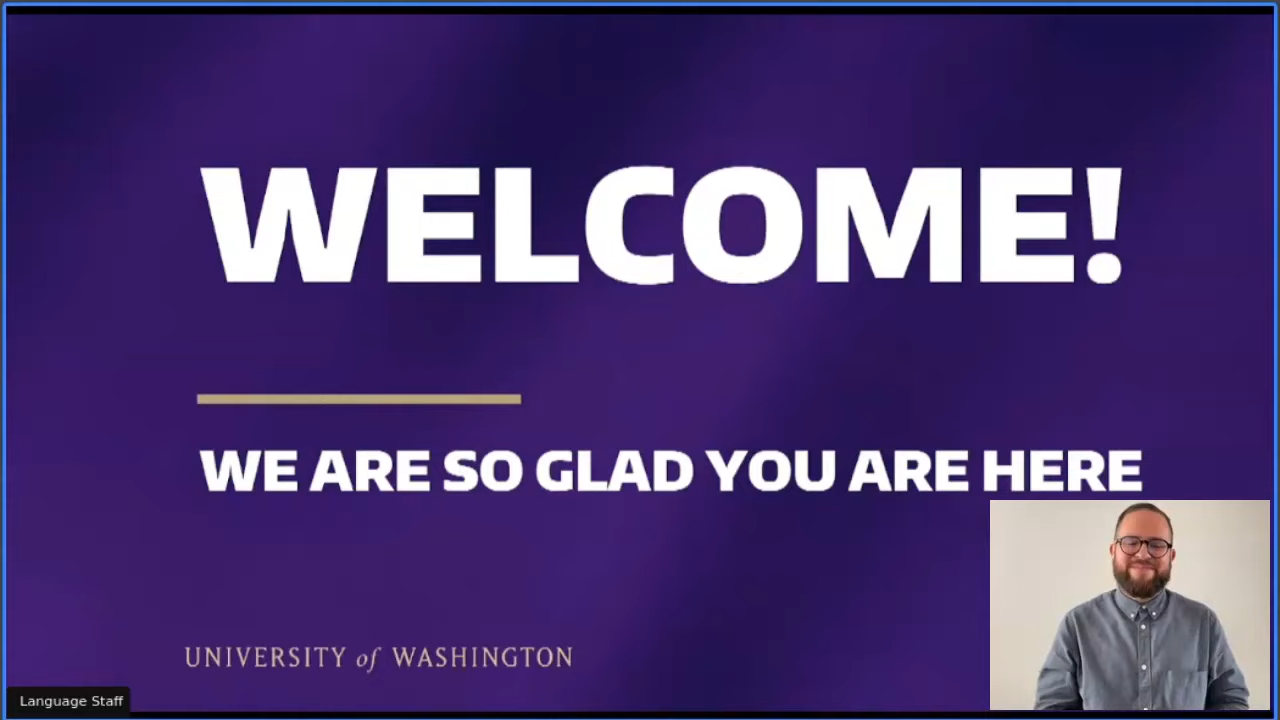 WELCOME!
WE ARE SO GLAD YOU ARE HERE
UNIVERSITY of WASHINGTON
Language Staff